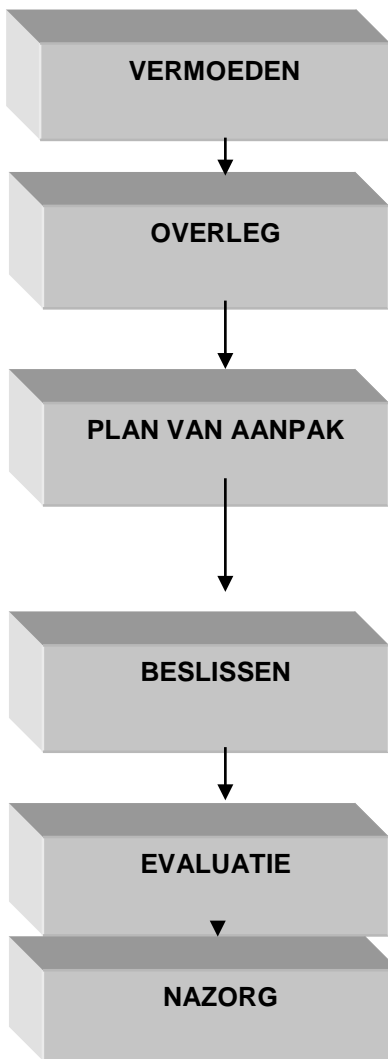 VERMOEDEN
OVERLEG
PLAN VAN AANPAK
BESLISSEN
EVALUATIE
NAZORG